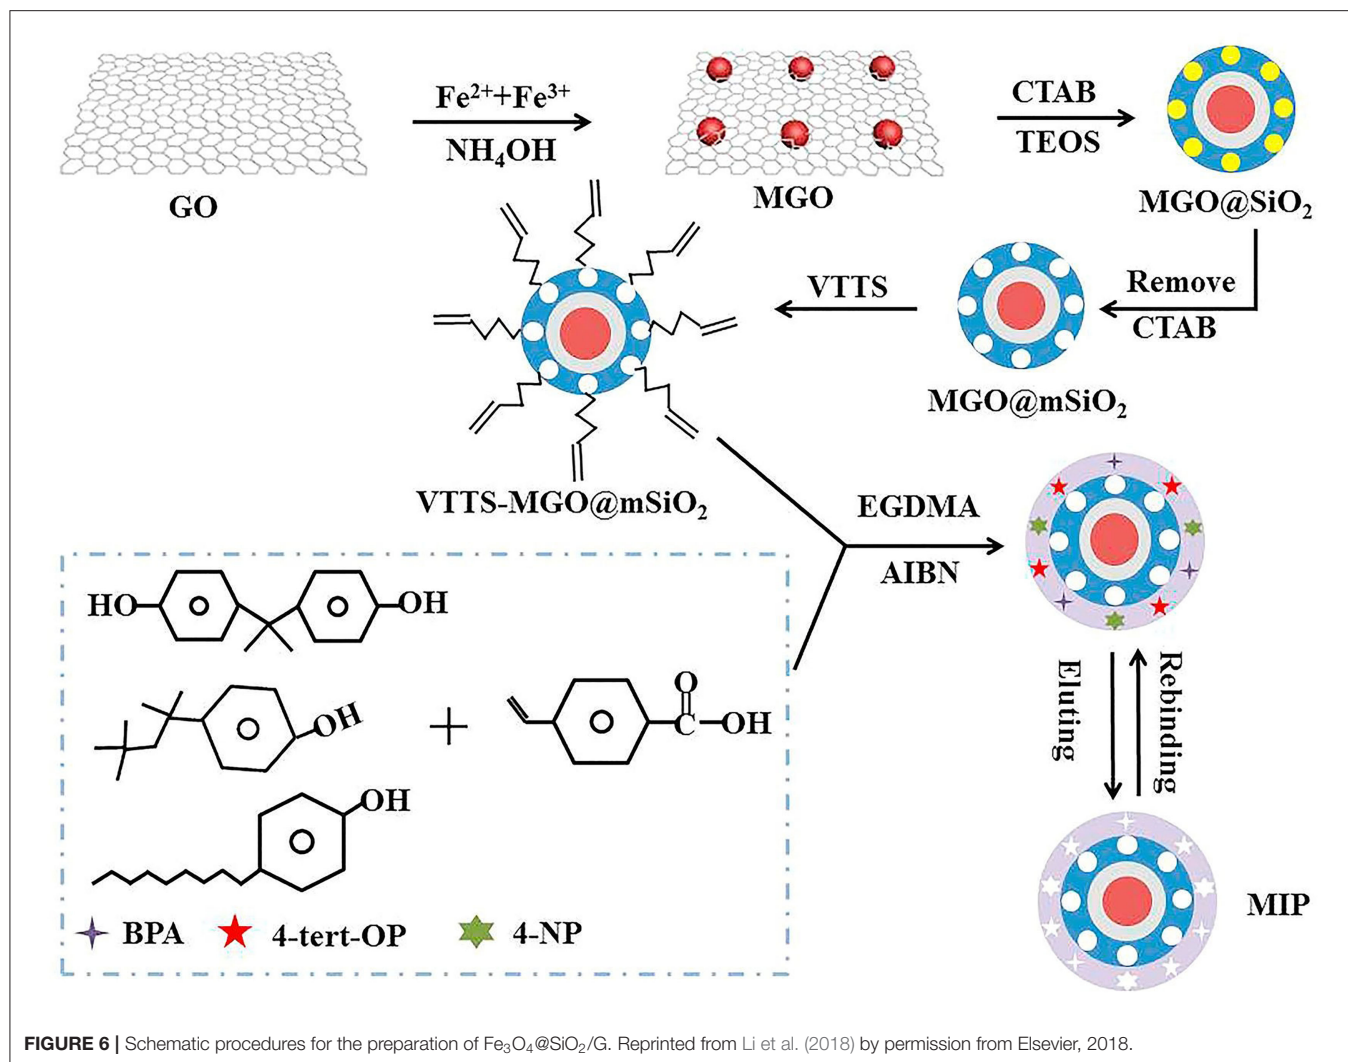 Fe²⁺+Fe³⁺
NH₄OH
GO
MGO
CTAB
TEOS
MGO@SiO₂
Remove
CTAB
MGO@mSiO₂
VTTS
VTTS-MGO@mSiO₂
EGDMA
AIBN
HO
OH
OH
+
O
C
OH
OH
BPA
4-tert-OP
4-NP
Eluting
Rebinding
MIP
FIGURE 6 | Schematic procedures for the preparation of Fe₃O₄@SiO₂/G. Reprinted from Li et al. (2018) by permission from Elsevier, 2018.